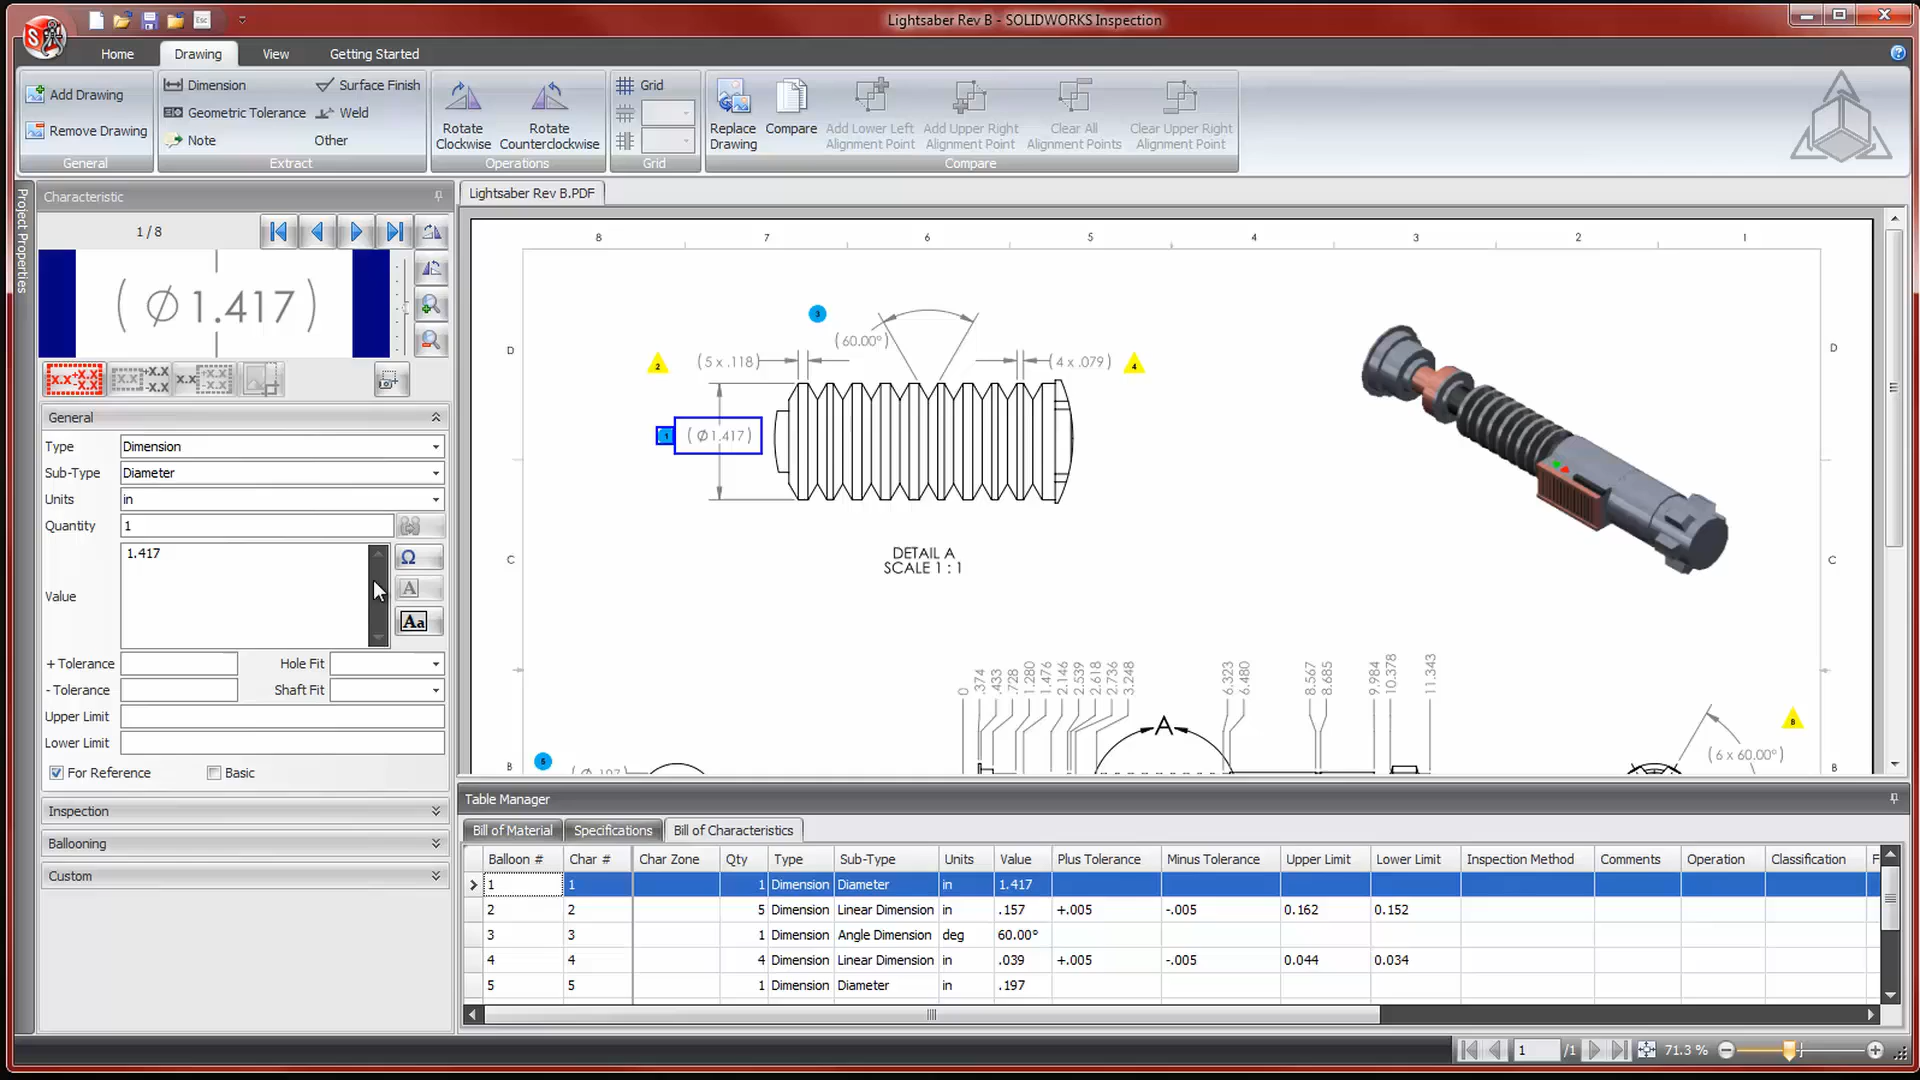 Lightsaber Rev B - SOLIDWORKS Inspection
Esc
Home Drawing View Getting Started
Add Drawing
Remove Drawing
General
Dimension Surface Finish
Geometric Tolerance Weld
Note Other
Extract
Rotate Clockwise
Rotate Counterclockwise
Operations
Grid
Grid
Replace Drawing
Compare
Add Lower Left Alignment Point
Add Upper Right Alignment Point
Clear All Alignment Points
Clear Upper Right Alignment Point
Compare
Project Properties
Characteristic
1 / 8
( Ø1.417 )
General
Type Dimension
Sub-Type Diameter
Units in
Quantity 1
Value 1.417
Ω
A
Aa
+ Tolerance Hole Fit
- Tolerance Shaft Fit
Upper Limit
Lower Limit
For Reference Basic
Inspection
Ballooning
Custom
Lightsaber Rev B.PDF
8 7 6 5 4 3 2 1
3
(60.00°)
D 2 (5 x .118) (4 x .079) 4 D
1 (Ø1.417)
DETAIL A
SCALE 1 : 1
C C
0 .374 .433 .728 1.280 1.476 2.146 2.539 2.618 2.736 3.248 6.323 6.480 8.567 8.685 9.984 10.378 11.343
A
(6 x 60.00°)
B B
Table Manager
Bill of Material Specifications Bill of Characteristics
Balloon # Char # Char Zone Qty Type Sub-Type Units Value Plus Tolerance Minus Tolerance Upper Limit Lower Limit Inspection Method Comments Operation Classification F
1 1 1 Dimension Diameter in 1.417
2 2 5 Dimension Linear Dimension in .157 +.005 -.005 0.162 0.152
3 3 1 Dimension Angle Dimension deg 60.00°
4 4 4 Dimension Linear Dimension in .039 +.005 -.005 0.044 0.034
5 5 1 Dimension Diameter in .197
1 /1 71.3 %